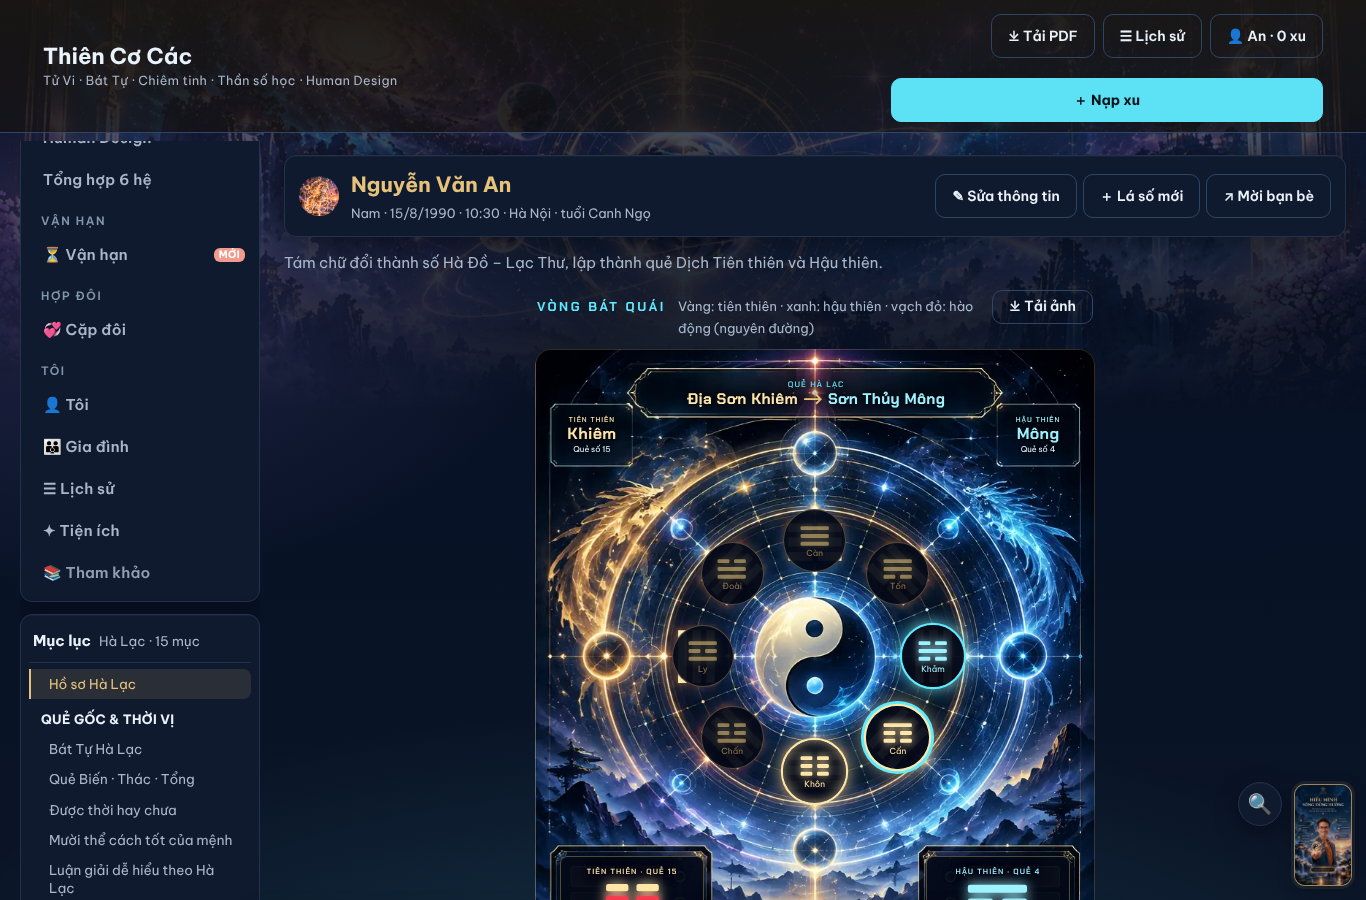 Thiên Cơ Các
Tử Vi · Bát Tự · Chiêm tinh · Thần số học · Human Design
Tải PDF
Lịch sử
An · 0 xu
+ Nạp xu
Human Design
Tổng hợp 6 hệ
VẬN HẠN
Vận hạn
MỚI
HỢP ĐÔI
Cặp đôi
TÔI
Tôi
Gia đình
Lịch sử
Tiện ích
Tham khảo
Mục lục Hà Lạc · 15 mục
Hồ sơ Hà Lạc
QUẺ GỐC & THỜI VỊ
Bát Tự Hà Lạc
Quẻ Biến · Thác · Tổng
Được thời hay chưa
Mười thể cách tốt của mệnh
Luận giải dễ hiểu theo Hà
Lạc
Nguyễn Văn An
Nam · 15/8/1990 · 10:30 · Hà Nội · tuổi Canh Ngọ
Sửa thông tin
+ Lá số mới
Mời bạn bè
Tám chữ đổi thành số Hà Đồ – Lạc Thư, lập thành quẻ Dịch Tiên thiên và Hậu thiên.
VÒNG BÁT QUÁI
Vàng: tiên thiên · xanh: hậu thiên · vạch đỏ: hào
động (nguyên đường)
Tải ảnh
QUẺ HÀ LẠC
Địa Sơn Khiêm → Sơn Thủy Mông
TIÊN THIÊN
Khiêm
Quẻ số 15
HẬU THIÊN
Mông
Quẻ số 4
Càn
Đoài
Tốn
Ly
Khảm
Chấn
Cấn
Khôn
TIÊN THIÊN · QUẺ 15
HẬU THIÊN · QUẺ 4